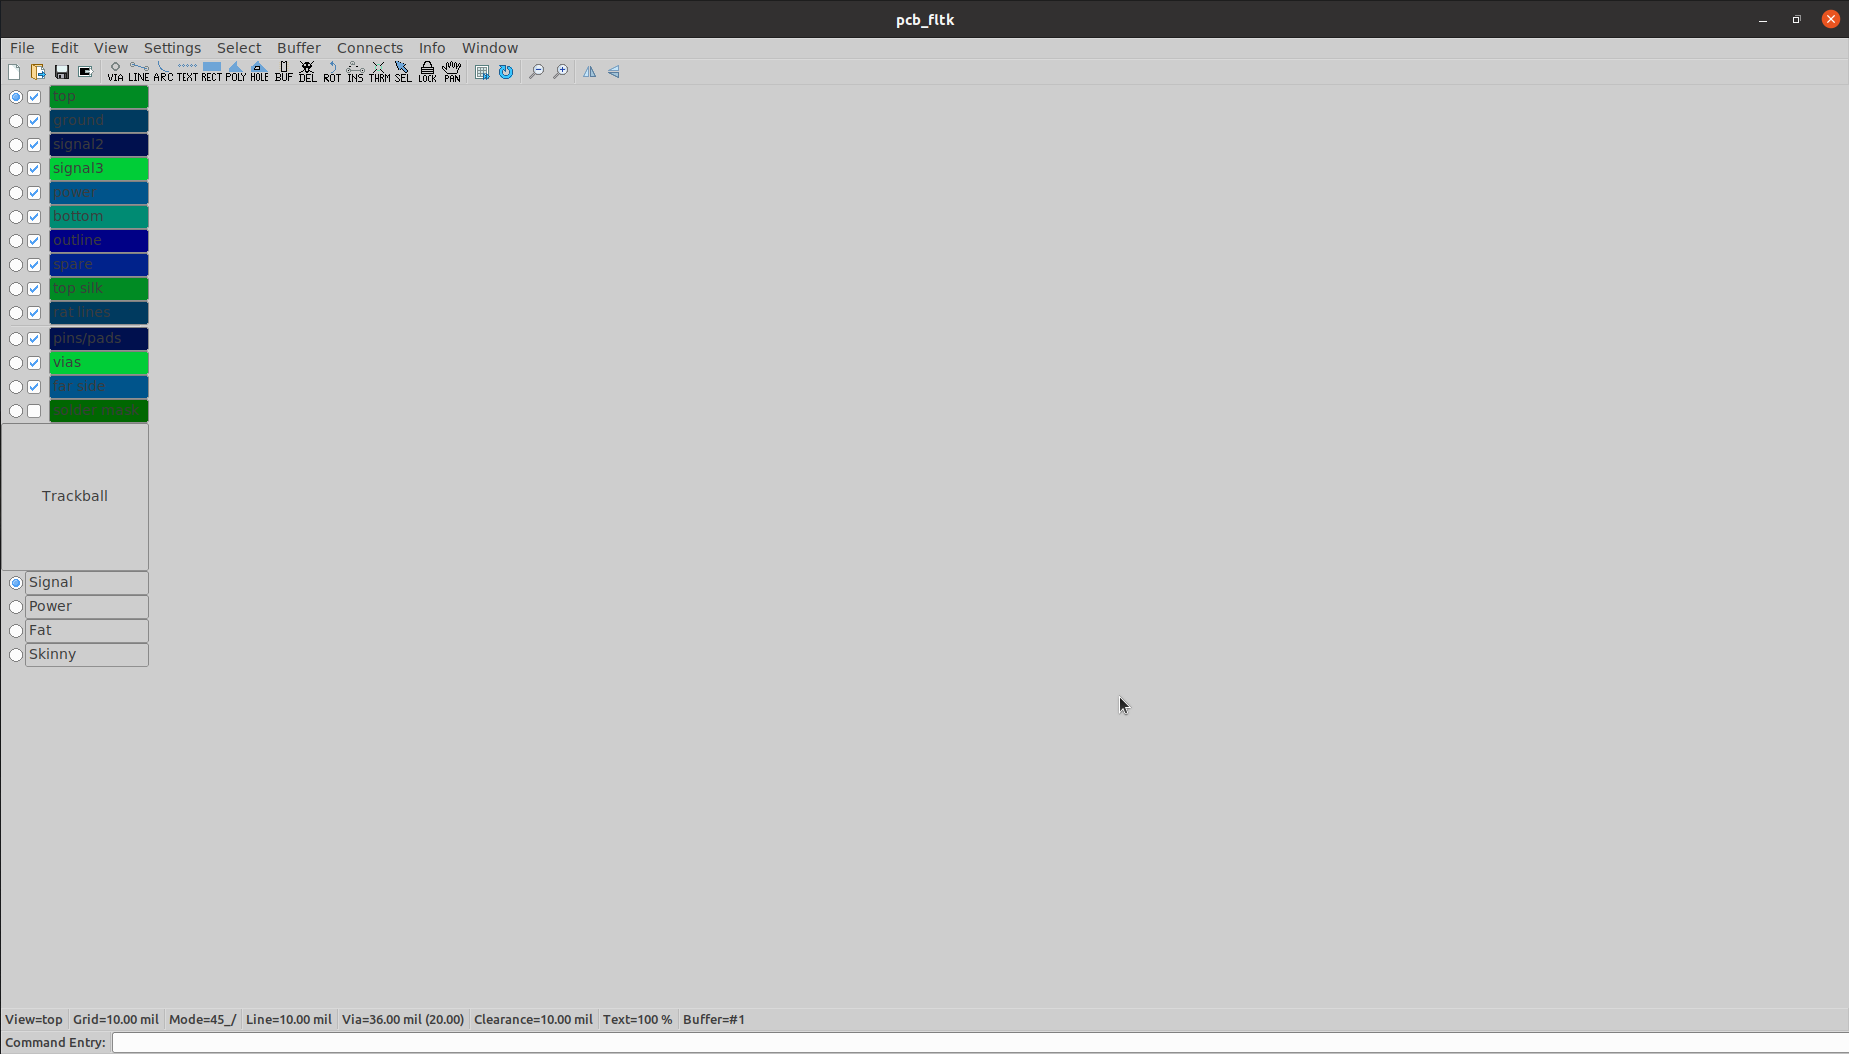 pcb_fltk
File Edit View Settings Select Buffer Connects Info Window
VIA LINE ARC TEXT RECT POLY HOLE BUF DEL ROT INS THRM SEL LOCK PAN
top
ground
signal2
signal3
power
bottom
outline
spare
top silk
rat lines
pins/pads
vias
far side
Trackball
Signal
Power
Fat
Skinny
View=top Grid=10.00 mil Mode=45_/ Line=10.00 mil Via=36.00 mil (20.00) Clearance=10.00 mil Text=100 % Buffer=#1
Command Entry: